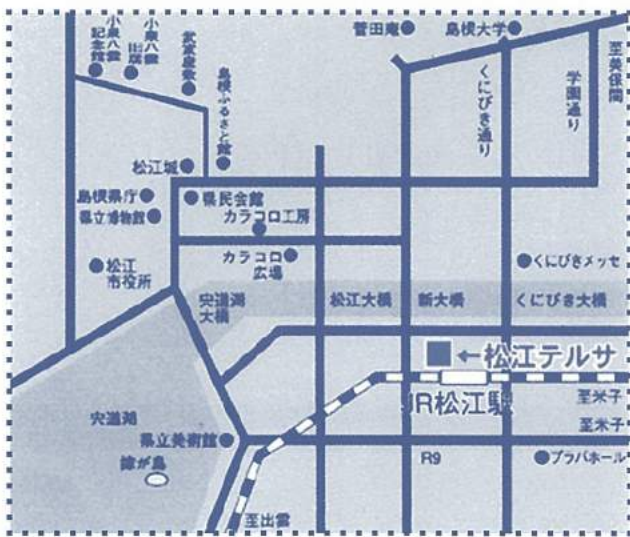 小泉八雲
記念館
小泉八雲
旧居
武家屋敷
島根ふるさと館
菅田庵
島根大学
至美保関
くにびき通り
学園通り
松江城
島根県庁
県立博物館
県民会館
カラコロ工房
松江
市役所
カラコロ
広場
くにびきメッセ
宍道湖
大橋
松江大橋
新大橋
くにびき大橋
←松江テルサ
JR松江駅
至米子
至米子
宍道湖
県立美術館
嫁が島
R9
プラバホール
至出雲